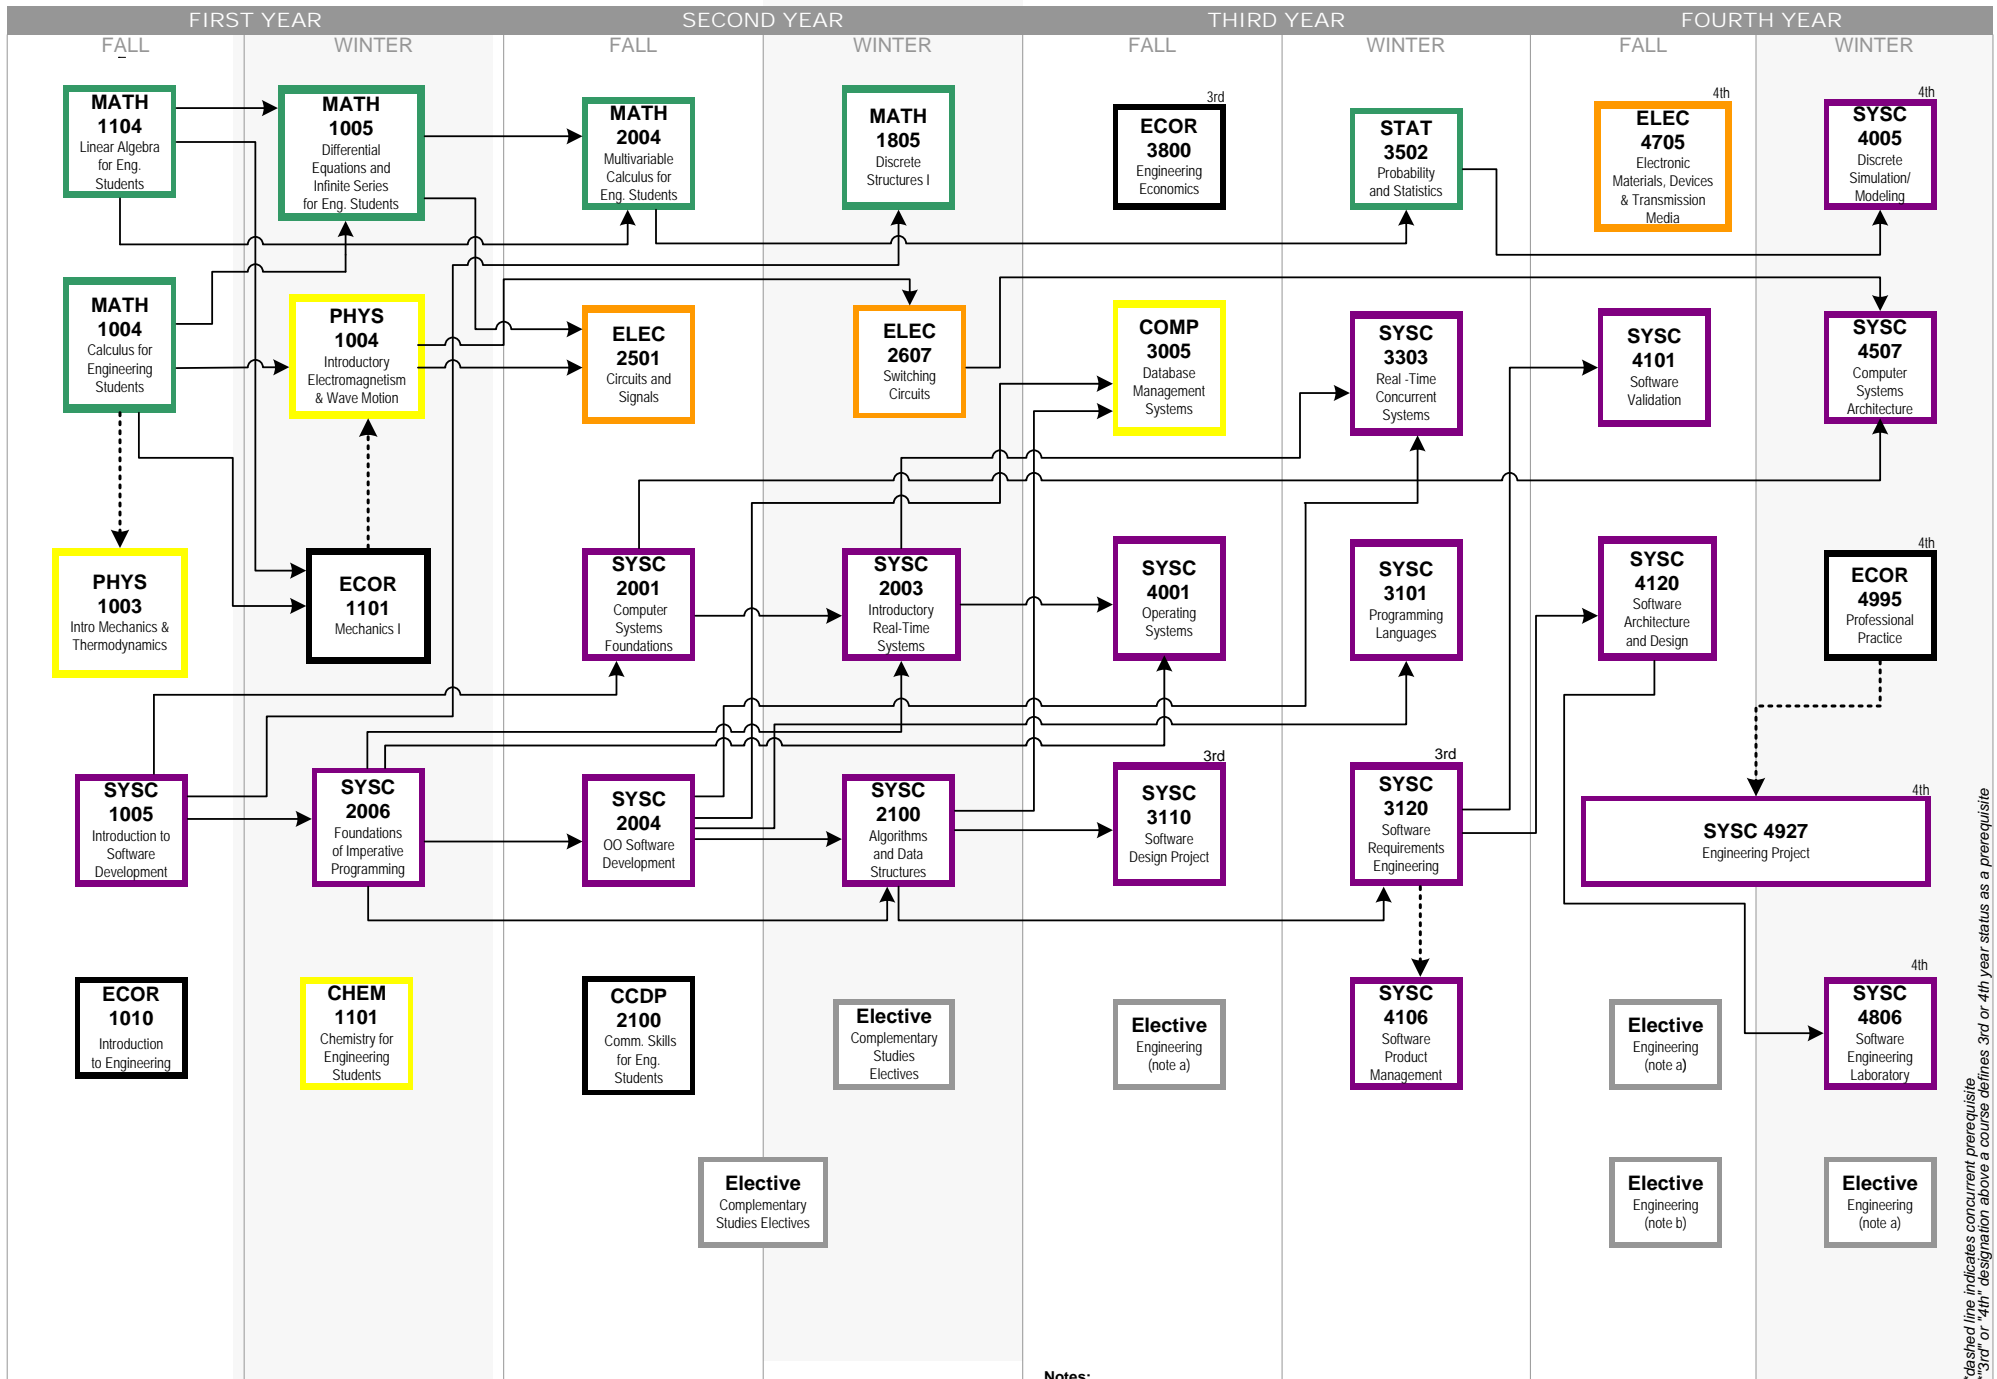 FIRST YEAR
SECOND YEAR
THIRD YEAR
FOURTH YEAR
FALL
WINTER
FALL
WINTER
FALL
WINTER
FALL
WINTER
MATH
1104
Linear Algebra
for Eng.
Students
MATH
1005
Differential
Equations and
Infinite Series
for Eng. Students
MATH
2004
Multivariable
Calculus for
Eng. Students
MATH
1805
Discrete
Structures I
3rd
ECOR
3800
Engineering
Economics
STAT
3502
Probability
and Statistics
4th
ELEC
4705
Electronic
Materials, Devices
& Transmission
Media
4th
SYSC
4005
Discrete
Simulation/
Modeling
MATH
1004
Calculus for
Engineering
Students
PHYS
1004
Introductory
Electromagnetism
& Wave Motion
ELEC
2501
Circuits and
Signals
ELEC
2607
Switching
Circuits
COMP
3005
Database
Management
Systems
SYSC
3303
Real -Time
Concurrent
Systems
SYSC
4101
Software
Validation
SYSC
4507
Computer
Systems
Architecture
PHYS
1003
Intro Mechanics &
Thermodynamics
ECOR
1101
Mechanics I
SYSC
2001
Computer
Systems
Foundations
SYSC
2003
Introductory
Real-Time
Systems
SYSC
4001
Operating
Systems
SYSC
3101
Programming
Languages
SYSC
4120
Software
Architecture
and Design
4th
ECOR
4995
Professional
Practice
SYSC
1005
Introduction to
Software
Development
SYSC
2006
Foundations
of Imperative
Programming
SYSC
2004
OO Software
Development
SYSC
2100
Algorithms
and Data
Structures
3rd
SYSC
3110
Software
Design Project
3rd
SYSC
3120
Software
Requirements
Engineering
4th
SYSC 4927
Engineering Project
ECOR
1010
Introduction
to Engineering
CHEM
1101
Chemistry for
Engineering
Students
CCDP
2100
Comm. Skills
for Eng.
Students
Elective
Complementary
Studies
Electives
Elective
Engineering
(note a)
SYSC
4106
Software
Product
Management
Elective
Engineering
(note a)
4th
SYSC
4806
Software
Engineering
Laboratory
Elective
Complementary
Studies Electives
Elective
Engineering
(note b)
Elective
Engineering
(note a)
*dashed line indicates concurrent prerequisite
*"3rd" or "4th" designation above a course defines 3rd or 4th year status as a prerequisite
Notes: